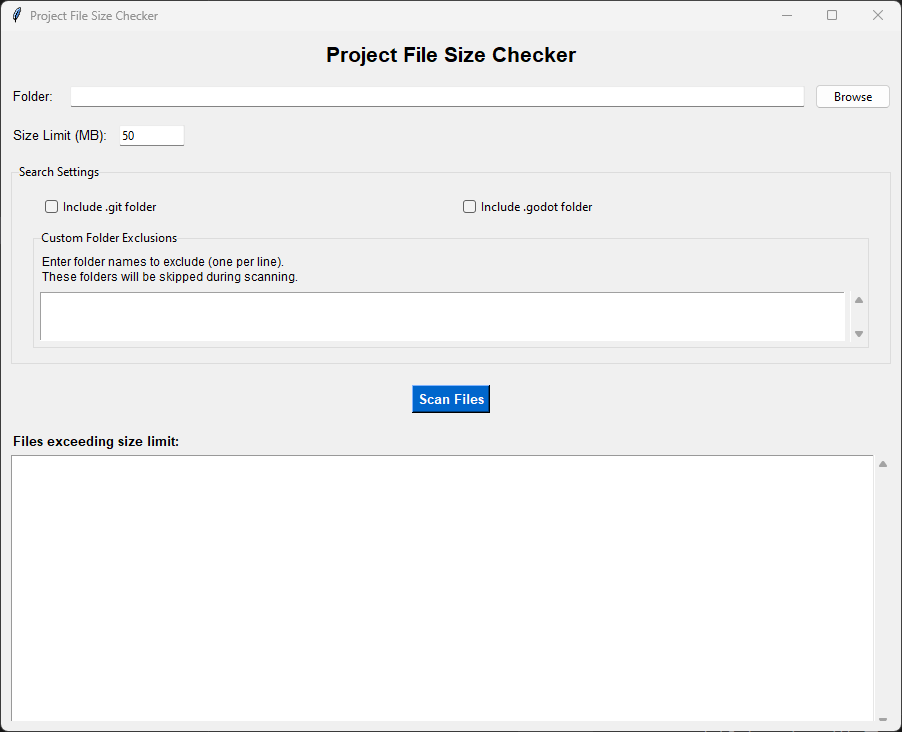 Project File Size Checker
Project File Size Checker
Folder:
Browse
Size Limit (MB): 50
Search Settings
Include .git folder
Include .godot folder
Custom Folder Exclusions
Enter folder names to exclude (one per line).
These folders will be skipped during scanning.
Scan Files
Files exceeding size limit: